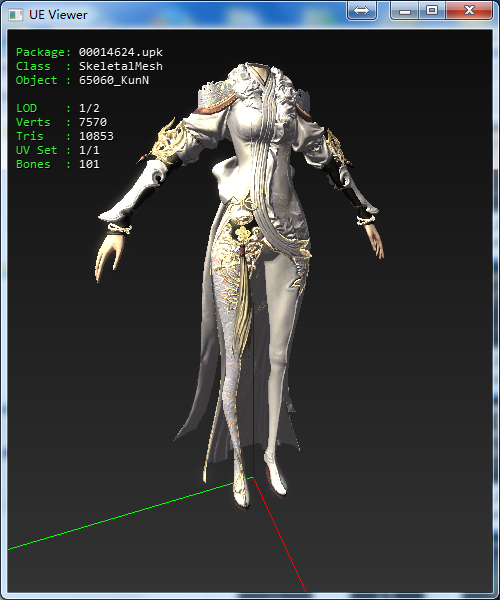 UE Viewer
Package: 00014624.upk
Class : SkeletalMesh
Object : 65060_KunN
LOD : 1/2
Verts : 7570
Tris : 10853
UV Set : 1/1
Bones : 101